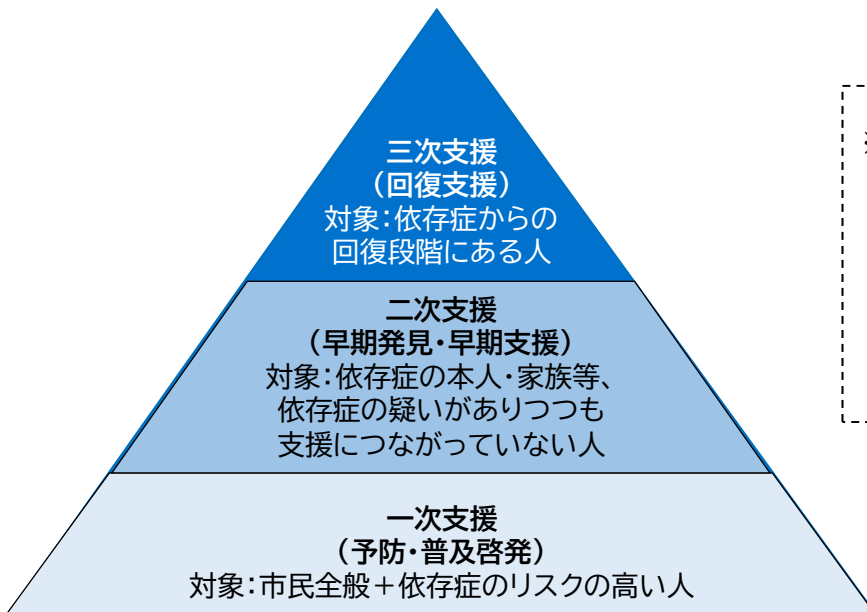 三次支援
（回復支援）
対象：依存症からの
回復段階にある人
二次支援
（早期発見・早期支援）
対象：依存症の本人・家族等、
依存症の疑いがありつつも
支援につながっていない人
一次支援
（予防・普及啓発）
対象：市民全般＋依存症のリスクの高い人